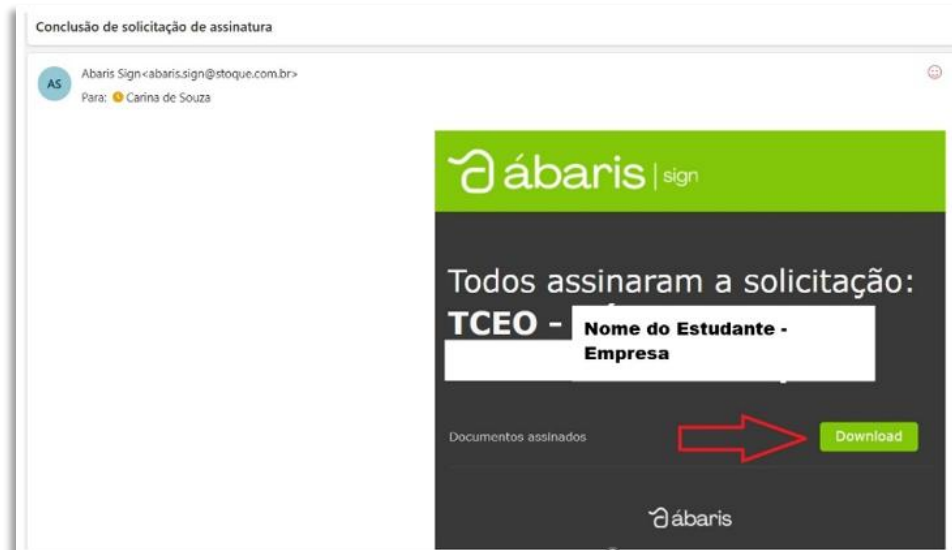 Conclusão de solicitação de assinatura
AS
Abaris Sign<abaris.sign@stoque.com.br>
Para: Carina de Souza
ábaris | sign
Todos assinaram a solicitação:
TCEO -
Nome do Estudante -
Empresa
Documentos assinados
Download
ábaris